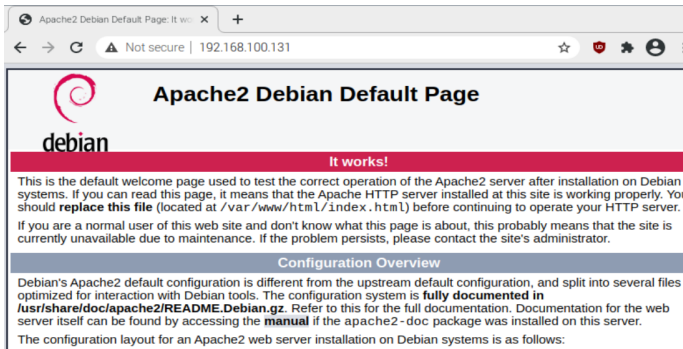 Apache2 Debian Default Page: It wo
Not secure | 192.168.100.131
debian
Apache2 Debian Default Page
It works!
This is the default welcome page used to test the correct operation of the Apache2 server after installation on Debian
systems. If you can read this page, it means that the Apache HTTP server installed at this site is working properly. You
should replace this file (located at /var/www/html/index.html) before continuing to operate your HTTP server.
If you are a normal user of this web site and don't know what this page is about, this probably means that the site is
currently unavailable due to maintenance. If the problem persists, please contact the site's administrator.
Configuration Overview
Debian's Apache2 default configuration is different from the upstream default configuration, and split into several files
optimized for interaction with Debian tools. The configuration system is fully documented in
/usr/share/doc/apache2/README.Debian.gz. Refer to this for the full documentation. Documentation for the web
server itself can be found by accessing the manual if the apache2-doc package was installed on this server.
The configuration layout for an Apache2 web server installation on Debian systems is as follows: